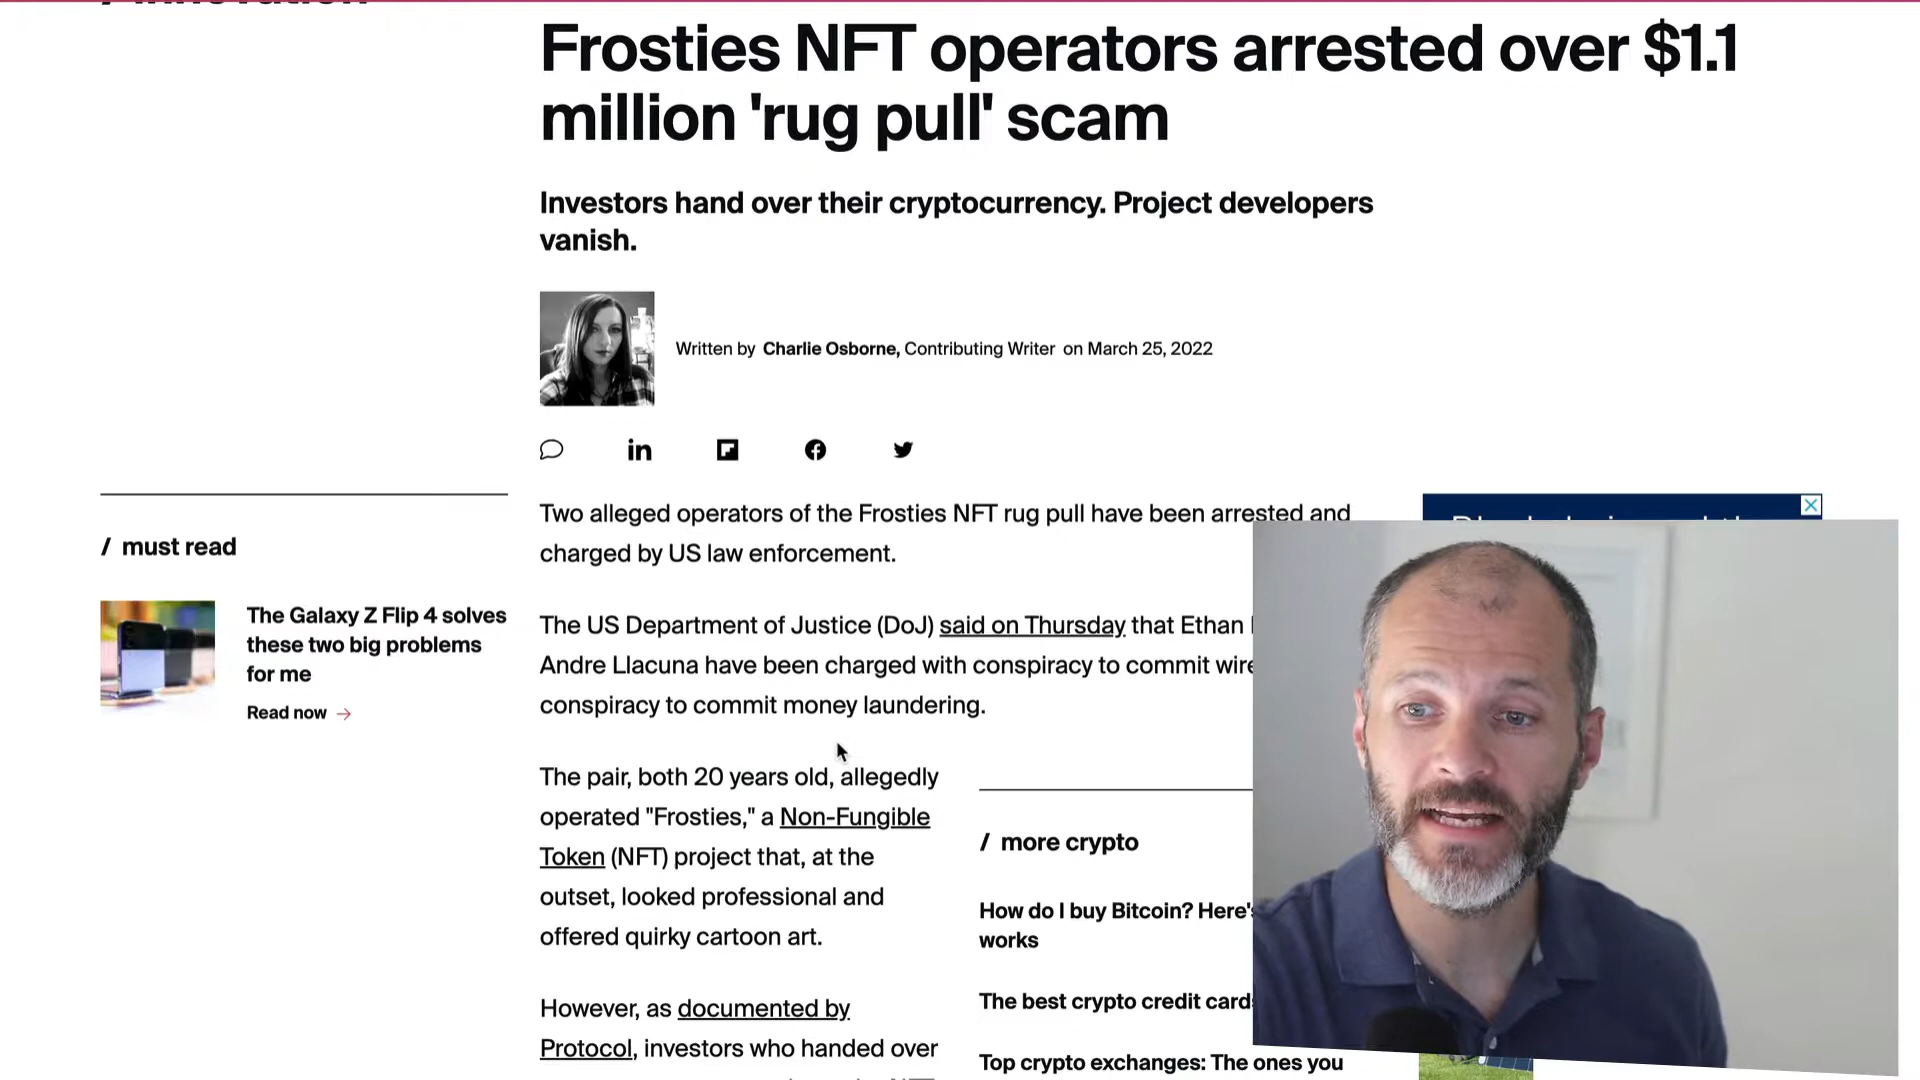 Frosties NFT operators arrested over $1.1
million 'rug pull' scam
Investors hand over their cryptocurrency. Project developers
vanish.
Written by Charlie Osborne, Contributing Writer on March 25, 2022
/ must read
The Galaxy Z Flip 4 solves
these two big problems
for me
Read now →
Two alleged operators of the Frosties NFT rug pull have been arrested and
charged by US law enforcement.
The US Department of Justice (DoJ) said on Thursday that Ethan
Andre Llacuna have been charged with conspiracy to commit wire
conspiracy to commit money laundering.
The pair, both 20 years old, allegedly
operated "Frosties," a Non-Fungible
Token (NFT) project that, at the
outset, looked professional and
offered quirky cartoon art.
However, as documented by
Protocol, investors who handed over
/ more crypto
How do I buy Bitcoin? Here's
works
The best crypto credit card
Top crypto exchanges: The ones you